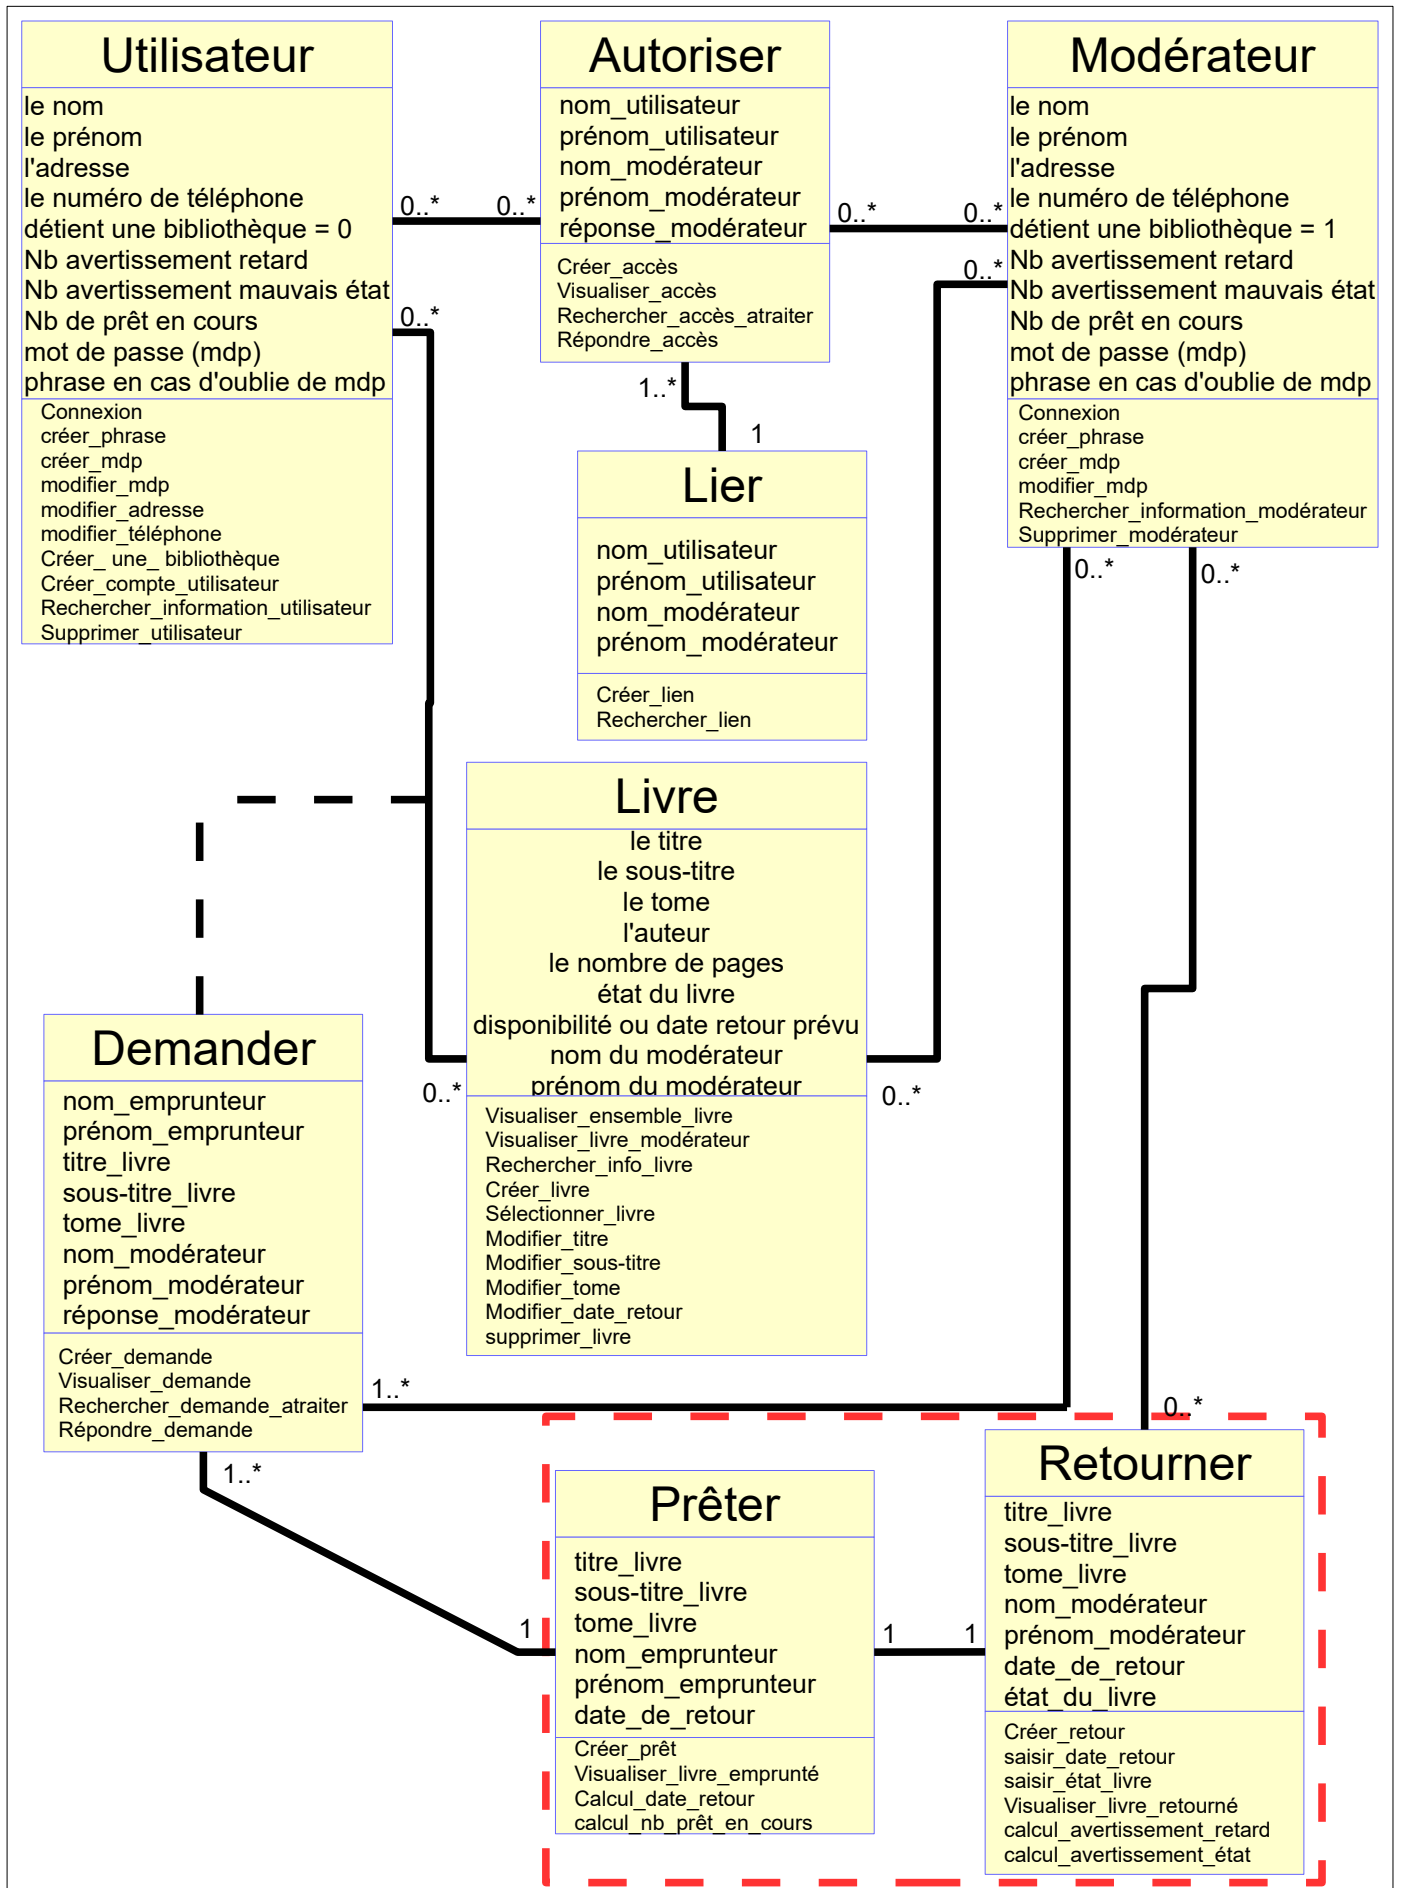 Utilisateur
le nom
le prénom
l'adresse
le numéro de téléphone
détient une bibliothèque = 0
Nb avertissement retard
Nb avertissement mauvais état
Nb de prêt en cours
mot de passe (mdp)
phrase en cas d'oublie de mdp
Connexion
créer_phrase
créer_mdp
modifier_mdp
modifier_adresse
modifier_téléphone
Créer_ une_ bibliothèque
Créer_compte_utilisateur
Rechercher_information_utilisateur
Supprimer_utilisateur
0..*
0..*
0..*
Autoriser
nom_utilisateur
prénom_utilisateur
nom_modérateur
prénom_modérateur
réponse_modérateur
Créer_accès
Visualiser_accès
Rechercher_accès_atraiter
Répondre_accès
0..*
0..*
0..*
1..*
1
Modérateur
le nom
le prénom
l'adresse
le numéro de téléphone
détient une bibliothèque = 1
Nb avertissement retard
Nb avertissement mauvais état
Nb de prêt en cours
mot de passe (mdp)
phrase en cas d'oublie de mdp
Connexion
créer_phrase
créer_mdp
modifier_mdp
Rechercher_information_modérateur
Supprimer_modérateur
0..*
0..*
Lier
nom_utilisateur
prénom_utilisateur
nom_modérateur
prénom_modérateur
Créer_lien
Rechercher_lien
Livre
le titre
le sous-titre
le tome
l'auteur
le nombre de pages
état du livre
disponibilité ou date retour prévu
nom du modérateur
prénom du modérateur
Visualiser_ensemble_livre
Visualiser_livre_modérateur
Rechercher_info_livre
Créer_livre
Sélectionner_livre
Modifier_titre
Modifier_sous-titre
Modifier_tome
Modifier_date_retour
supprimer_livre
0..*
0..*
Demander
nom_emprunteur
prénom_emprunteur
titre_livre
sous-titre_livre
tome_livre
nom_modérateur
prénom_modérateur
réponse_modérateur
Créer_demande
Visualiser_demande
Rechercher_demande_atraiter
Répondre_demande
1..*
1..*
0..*
Prêter
titre_livre
sous-titre_livre
tome_livre
nom_emprunteur
prénom_emprunteur
date_de_retour
Créer_prêt
Visualiser_livre_emprunté
Calcul_date_retour
calcul_nb_prêt_en_cours
1
1
1
Retourner
titre_livre
sous-titre_livre
tome_livre
nom_modérateur
prénom_modérateur
date_de_retour
état_du_livre
Créer_retour
saisir_date_retour
saisir_état_livre
Visualiser_livre_retourné
calcul_avertissement_retard
calcul_avertissement_état